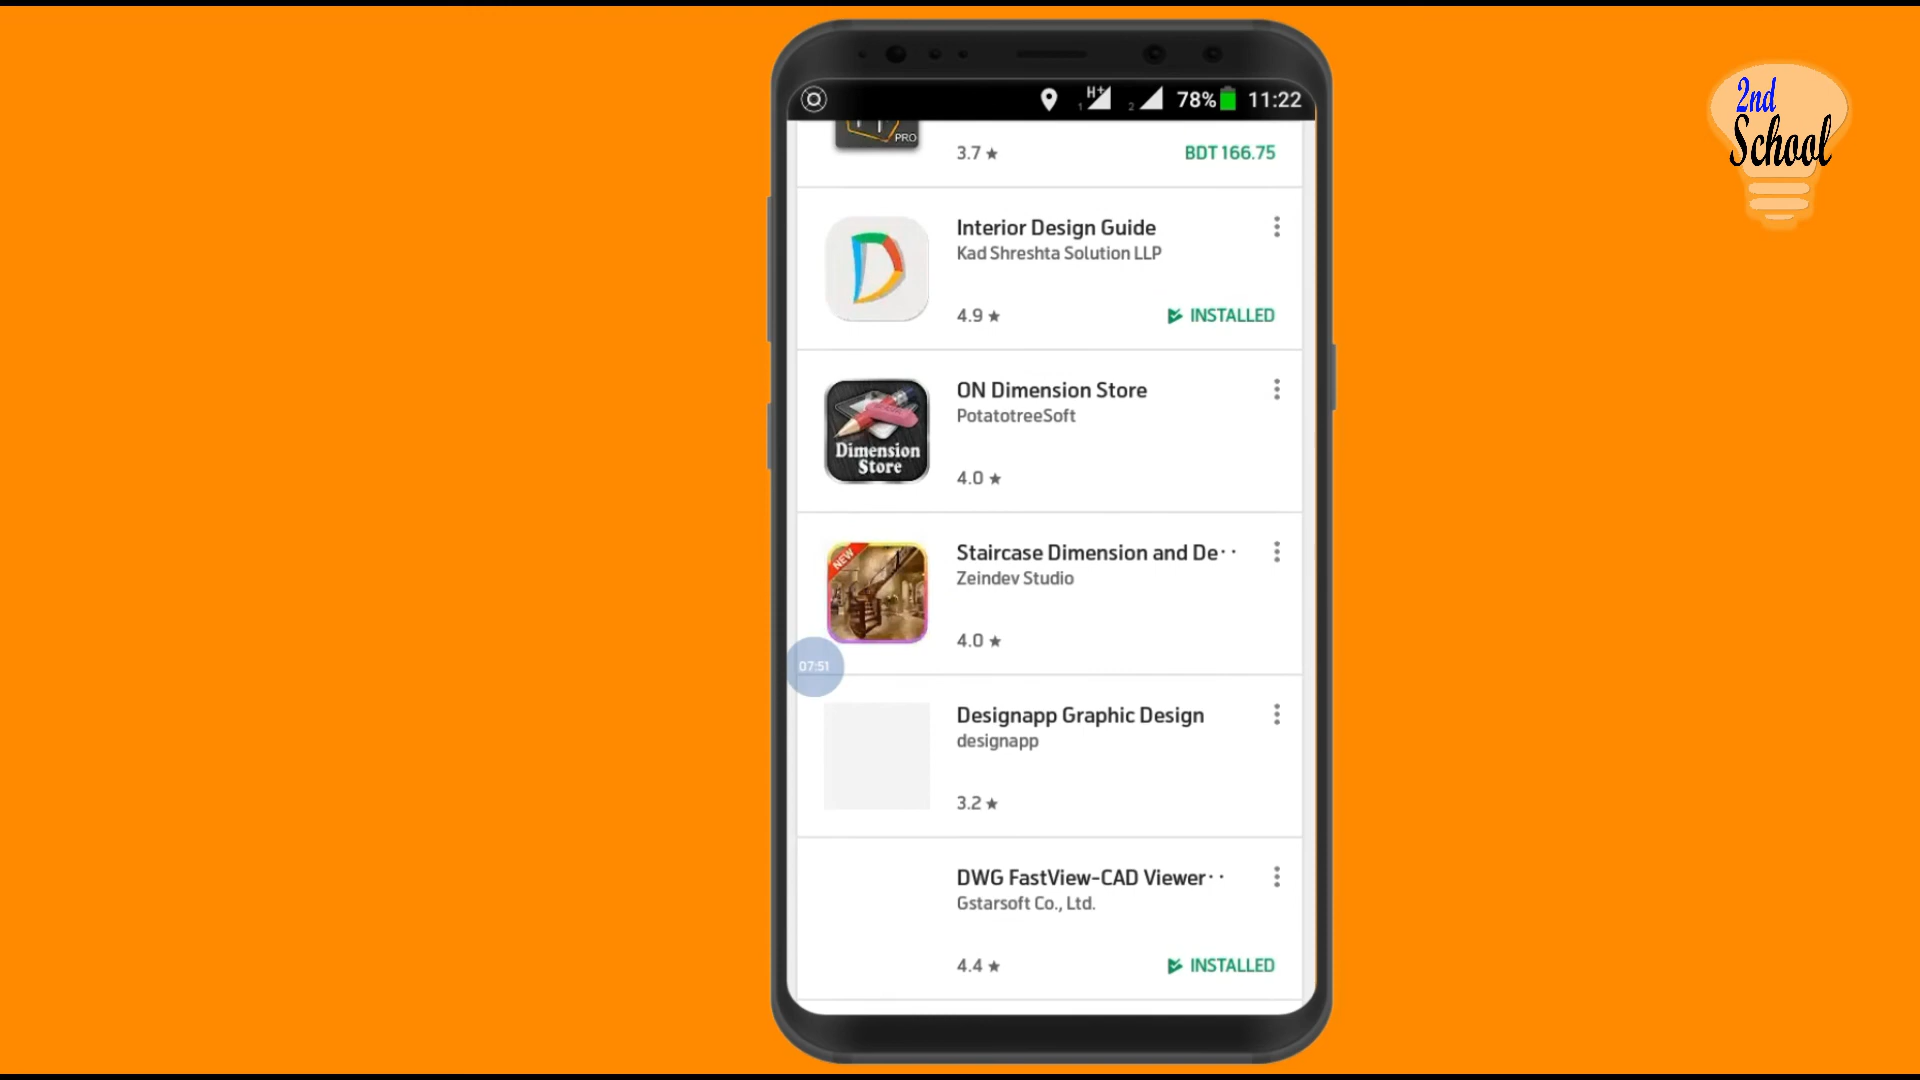 H+
1
2
78%
11:22
2nd
School
PRO
3.7 ★
BDT 166.75
Interior Design Guide
Kad Shreshta Solution LLP
4.9 ★
INSTALLED
ON Dimension Store
PotatotreeSoft
Dimension
Store
4.0 ★
NEW
Staircase Dimension and De··
Zeindev Studio
4.0 ★
07:51
Designapp Graphic Design
designapp
3.2 ★
DWG FastView-CAD Viewer··
Gstarsoft Co., Ltd.
4.4 ★
INSTALLED